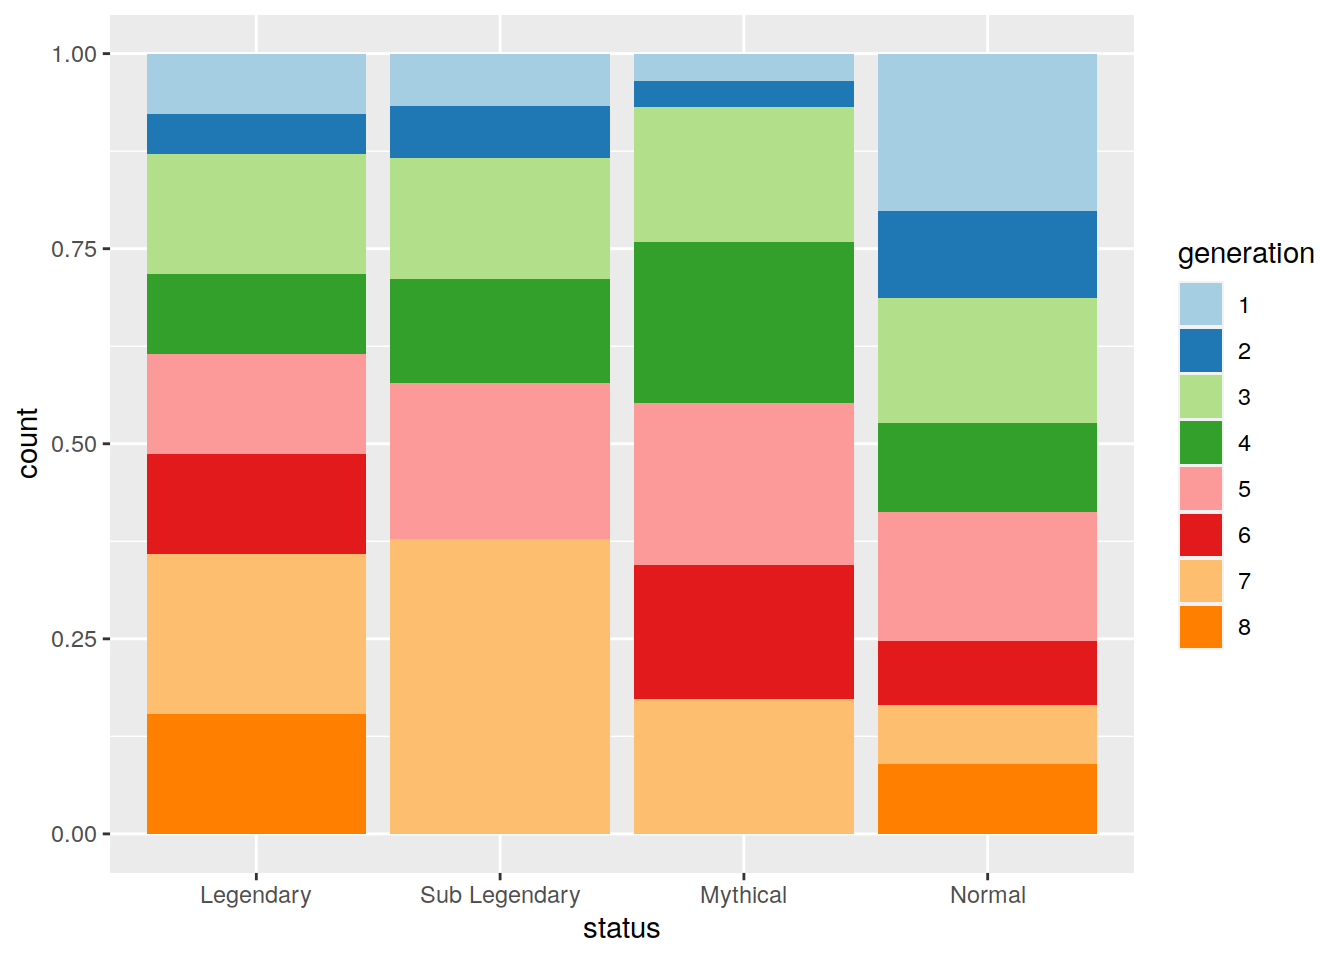 1.00
0.75
0.50
0.25
0.00
count
Legendary
Sub Legendary
Mythical
Normal
status
generation
1
2
3
4
5
6
7
8